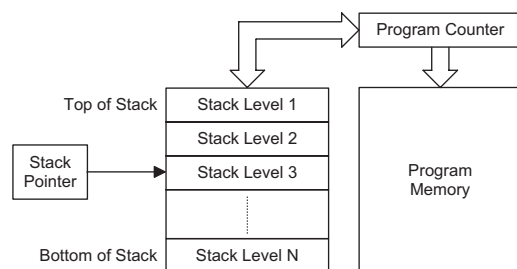 Program Counter
Top of Stack
Stack Level 1
Stack Level 2
Stack
Pointer
Stack Level 3
Program
Memory
Bottom of Stack
Stack Level N